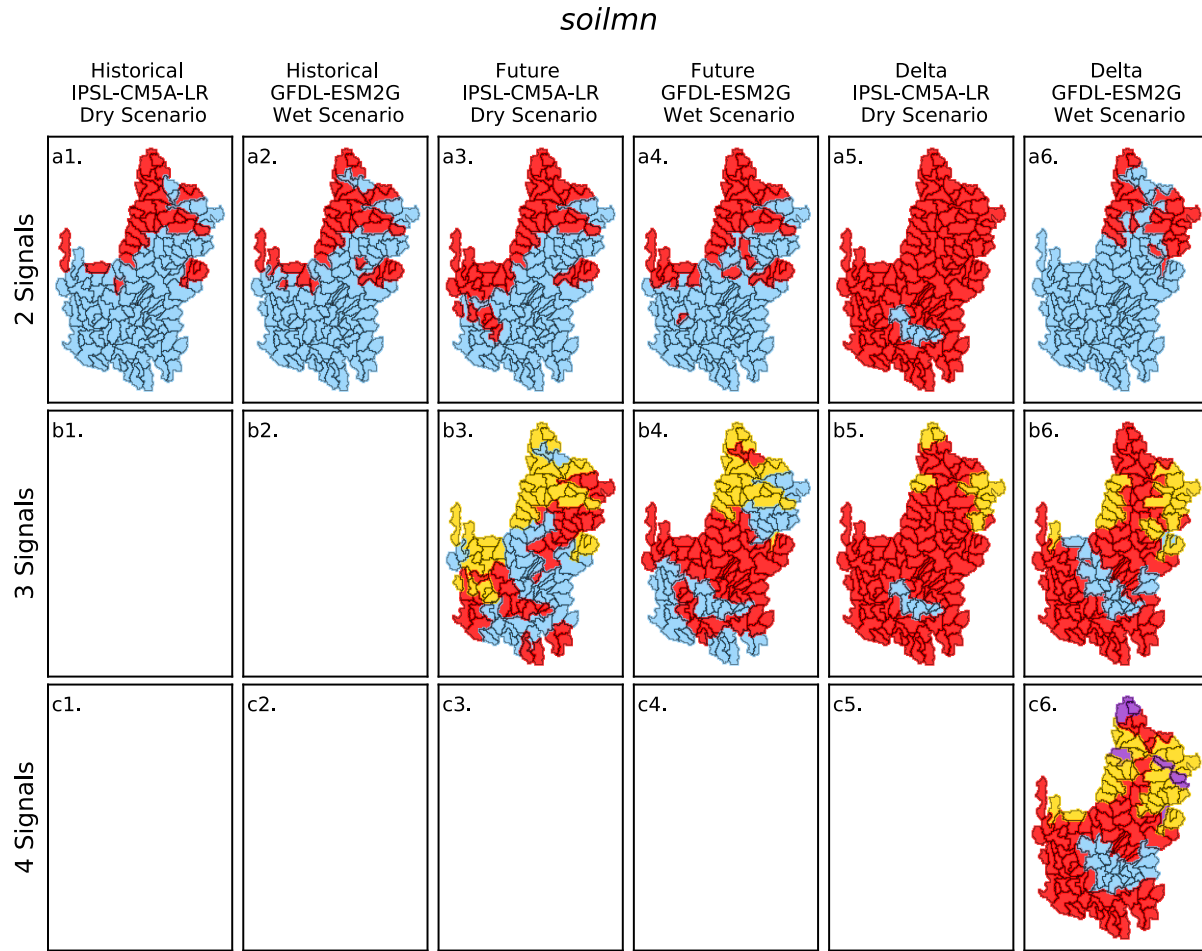 soilmn
Historical
IPSL-CM5A-LR
Dry Scenario
Historical
GFDL-ESM2G
Wet Scenario
Future
IPSL-CM5A-LR
Dry Scenario
Future
GFDL-ESM2G
Wet Scenario
Delta
IPSL-CM5A-LR
Dry Scenario
Delta
GFDL-ESM2G
Wet Scenario
2 Signals
a1.
a2.
a3.
a4.
a5.
a6.
3 Signals
b1.
b2.
b3.
b4.
b5.
b6.
4 Signals
c1.
c2.
c3.
c4.
c5.
c6.